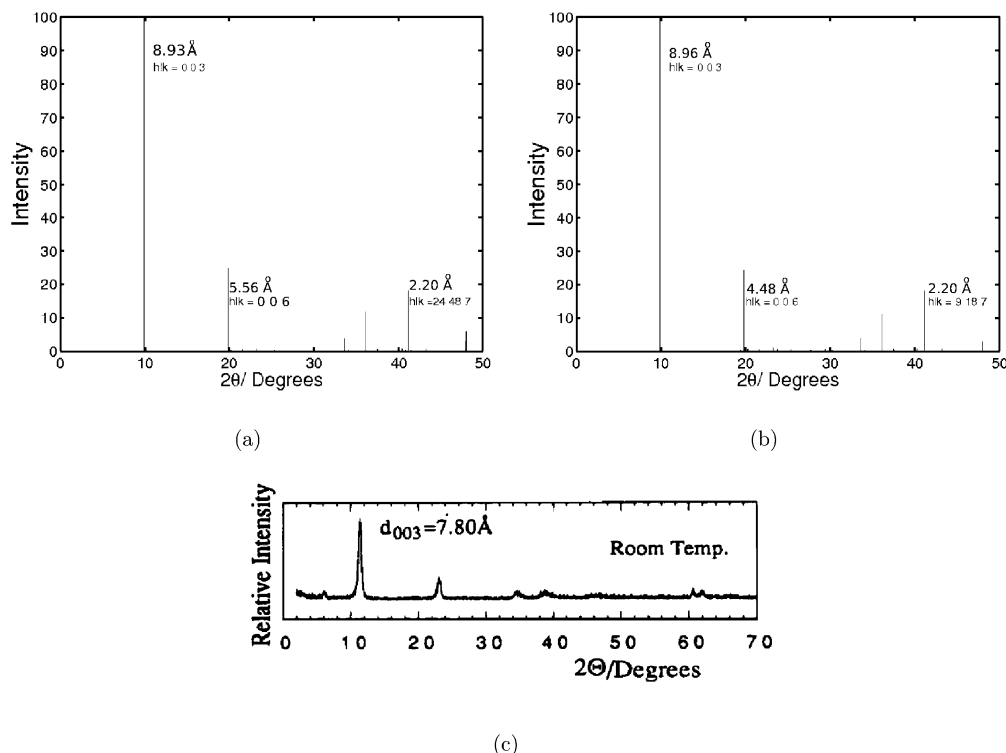 100
90
80
70
60
50
40
30
20
10
0
Intensity
8.93Å
hlk = 0 0 3
5.56 Å
hlk = 0 0 6
2.20 Å
hlk =24 48 7
0 10 20 30 40 50
2θ/ Degrees
(a)
100
90
80
70
60
50
40
30
20
10
0
Intensity
8.96 Å
hlk = 0 0 3
4.48 Å
hlk = 0 0 6
2.20 Å
hlk = 9 18 7
0 10 20 30 40 50
2θ/ Degrees
(b)
Relative Intensity
d003=7.80Å
Room Temp.
0 10 20 30 40 50 60 70
2Θ/Degrees
(c)